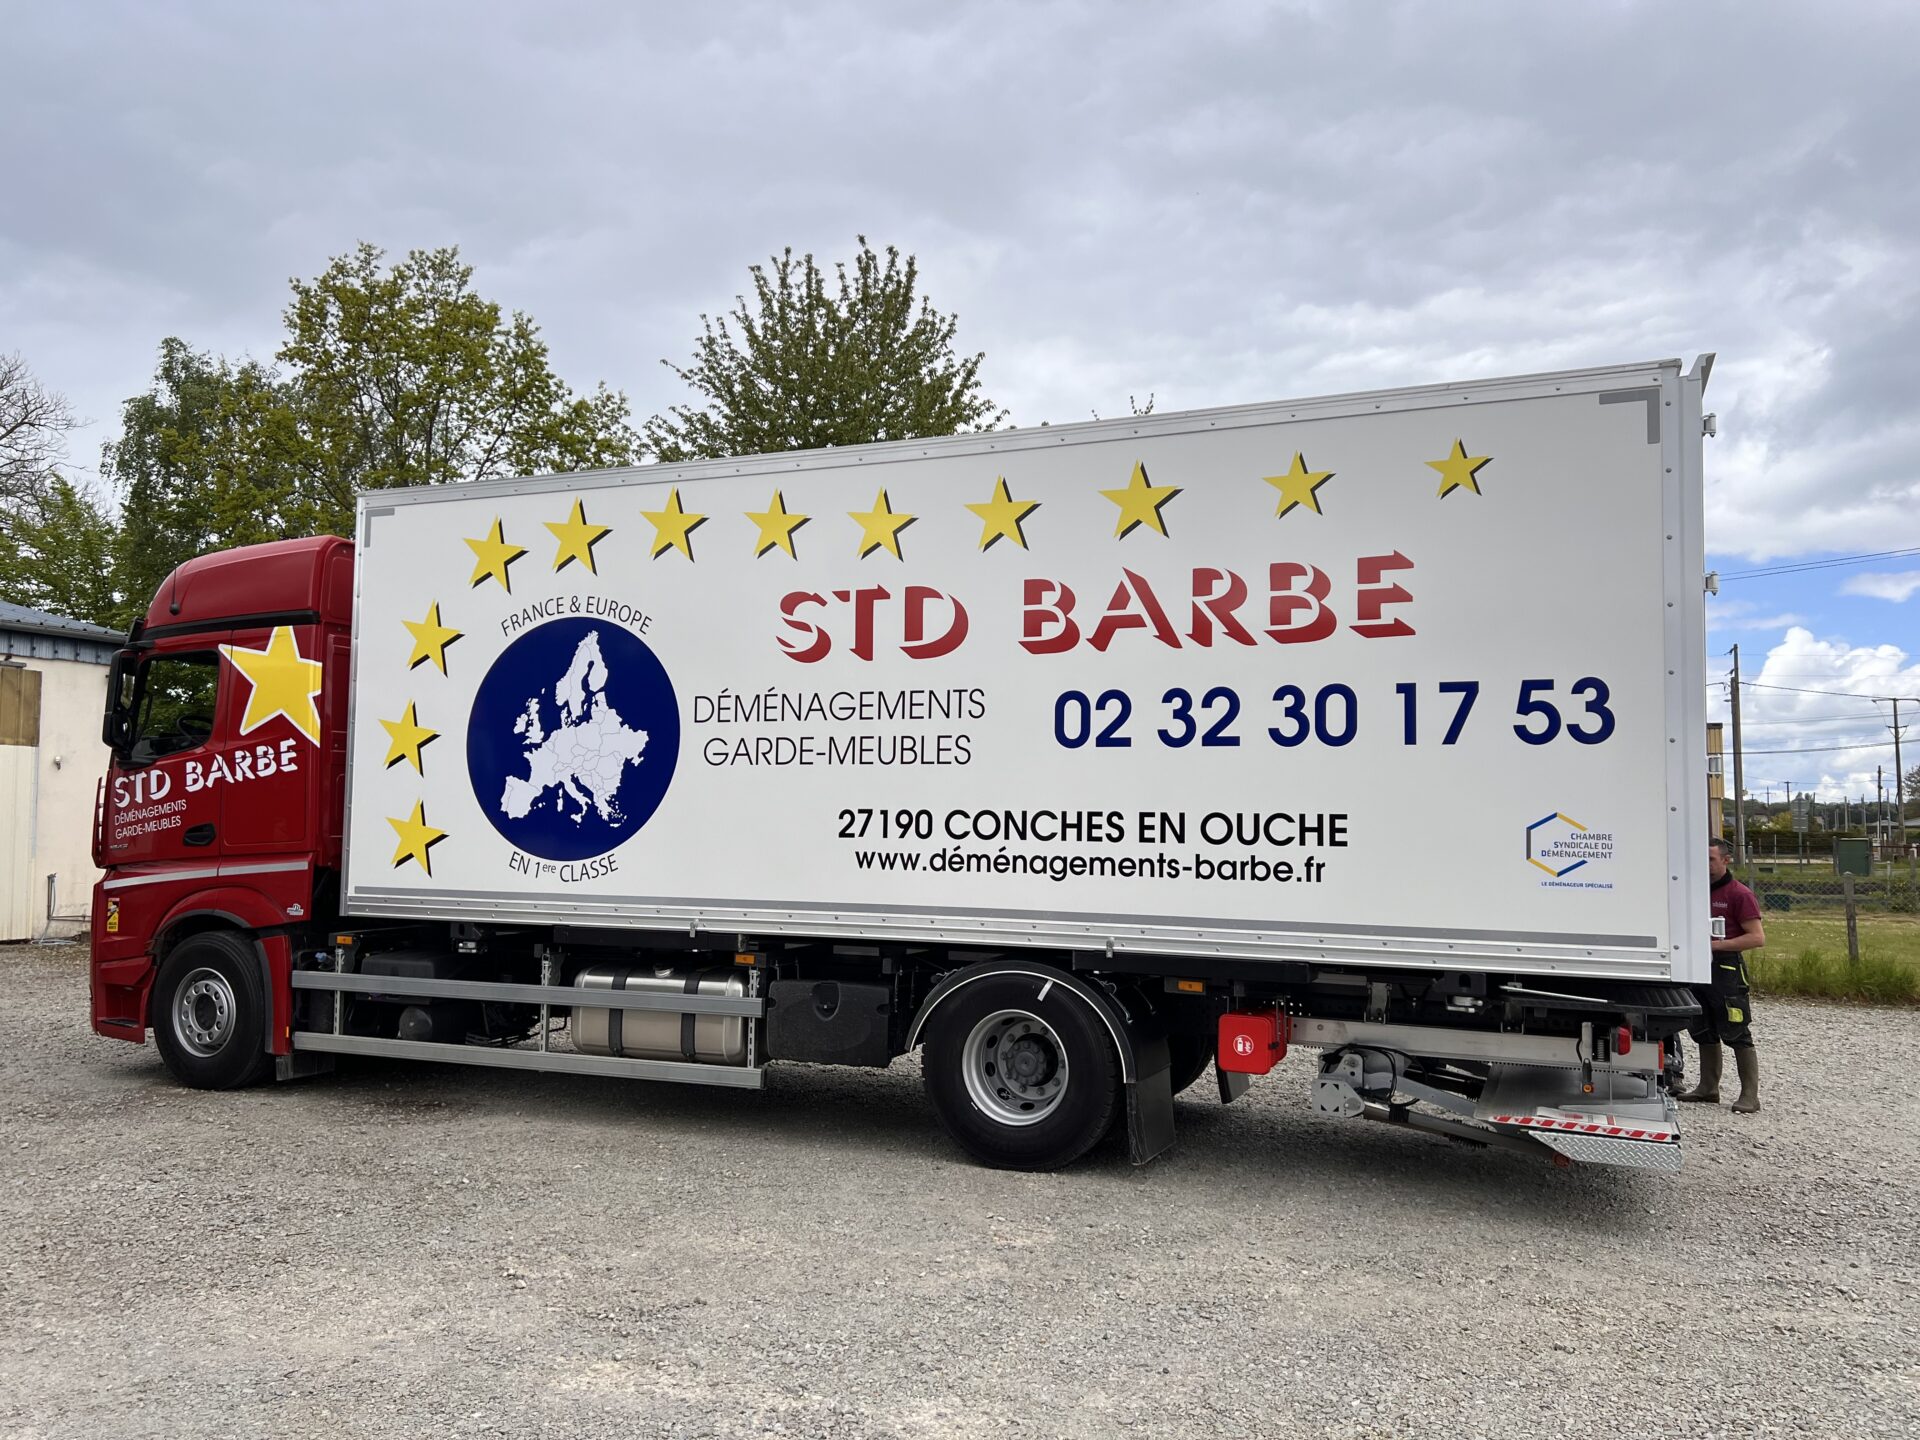 STD BARBE
FRANCE & EUROPE
EN 1ere CLASSE
DÉMÉNAGEMENTS
GARDE-MEUBLES
02 32 30 17 53
27190 CONCHES EN OUCHE
www.déménagements-barbe.fr
CHAMBRE
SYNDICALE DU
DÉMÉNAGEMENT
LE DÉMÉNAGEUR SPÉCIALISÉ
STD BARBE
DÉMÉNAGEMENTS
GARDE-MEUBLES